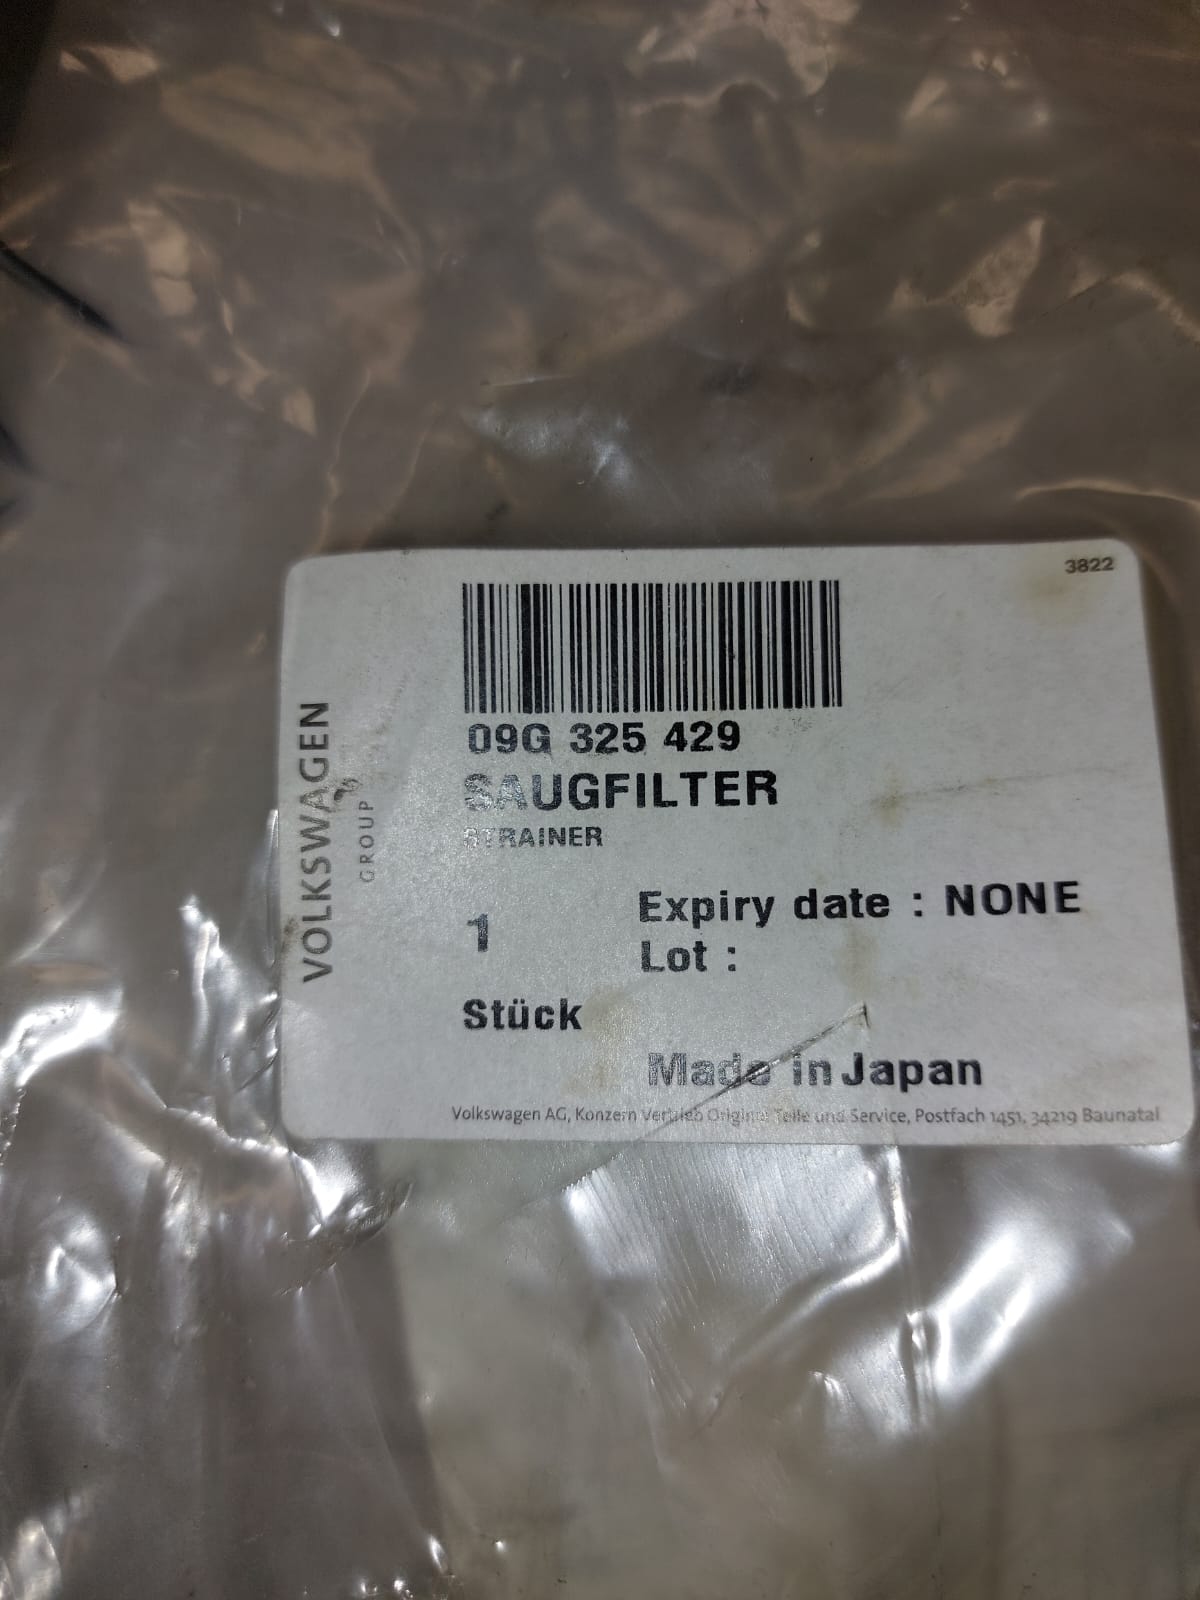 3822
VOLKSWAGEN
GROUP
09G 325 429
SAUGFILTER
STRAINER
Expiry date : NONE
1
Lot :
Stück
Made in Japan
Volkswagen AG, Konzern Vertrieb Originl Teile und Service, Postfach 1451, 34219 Baunatal